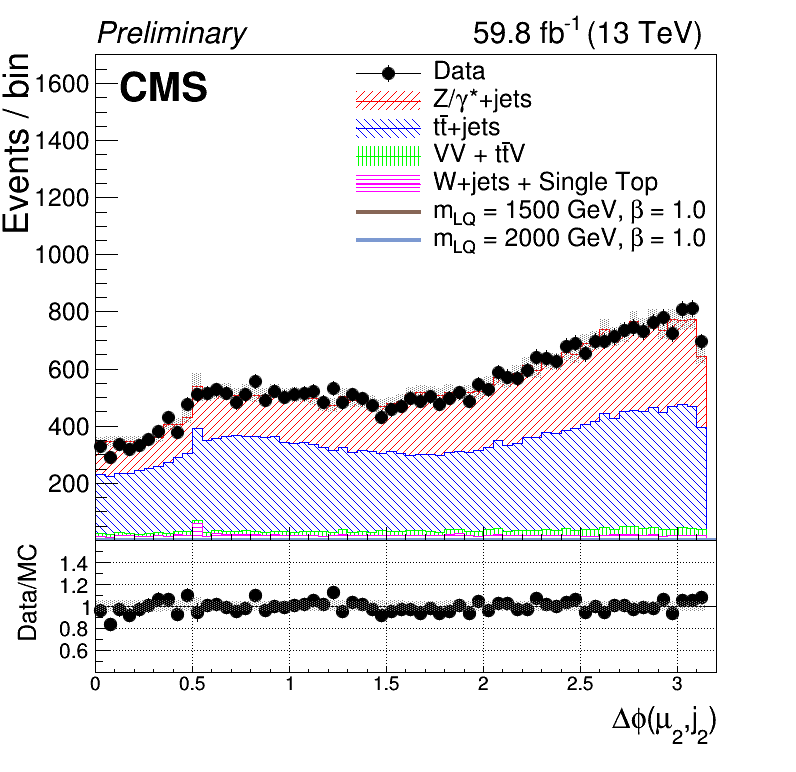 Preliminary 59.8 fb⁻¹ (13 TeV)
CMS
Data
Z/γ*+jets
tt̄+jets
VV + tt̄V
W+jets + Single Top
m_LQ = 1500 GeV, β = 1.0
m_LQ = 2000 GeV, β = 1.0
Events / bin
1600
1400
1200
1000
800
600
400
200
Data/MC
1.4
1.2
1
0.8
0.6
0 0.5 1 1.5 2 2.5 3
Δϕ(μ₂,j₂)